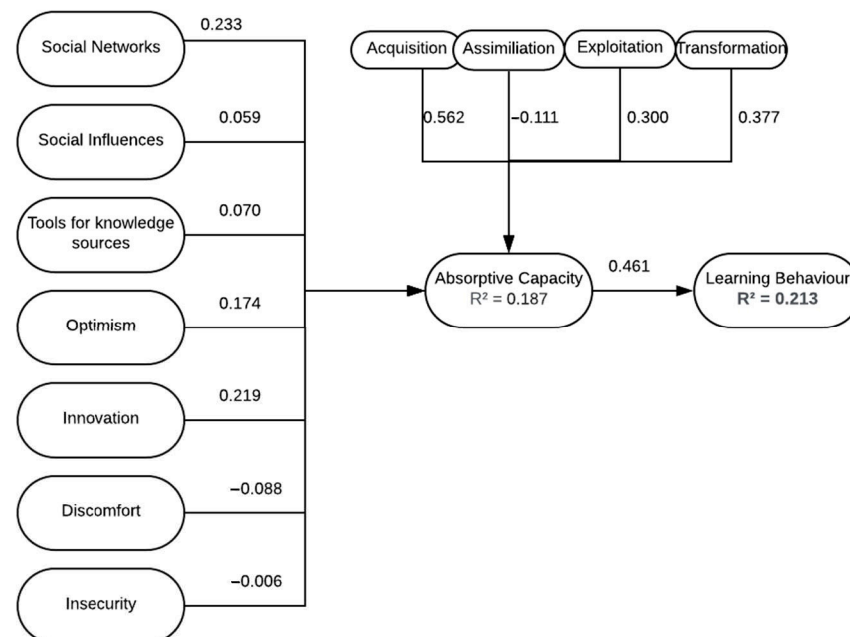 0.233
Social Networks
0.059
Social Influences
0.070
Tools for knowledge
sources
0.174
Optimism
0.219
Innovation
−0.088
Discomfort
−0.006
Insecurity
Acquisition
Assimiliation
Exploitation
Transformation
0.562
−0.111
0.300
0.377
Absorptive Capacity
R² = 0.187
0.461
Learning Behaviour
R² = 0.213